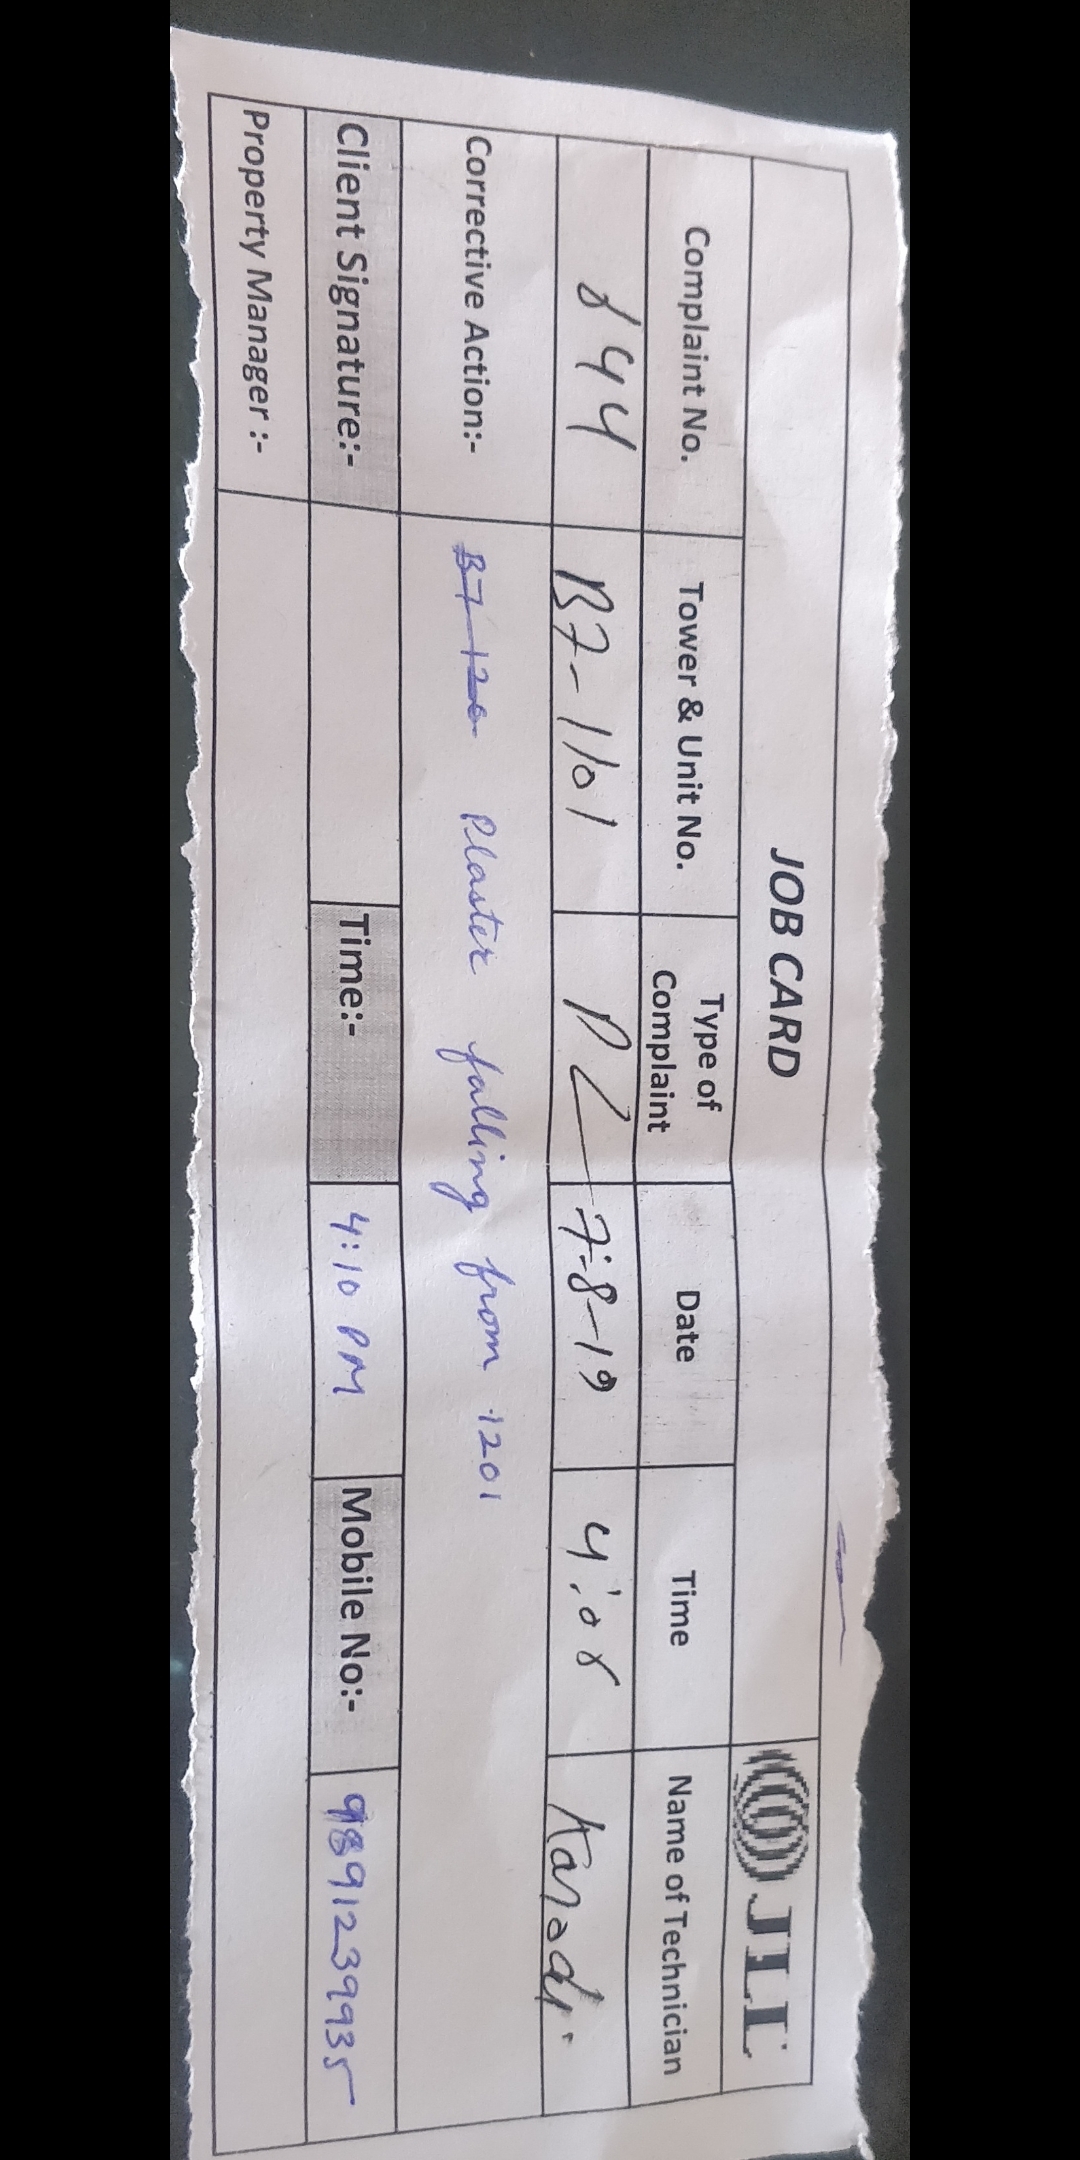 JOB CARD
JLL
Complaint No. Tower & Unit No. Type of Complaint Date Time Name of Technician
844 B7-1101 PL 7-8-19 4:08
Corrective Action:- Plaster falling from 1201
Client Signature:- Time:- 4:10 PM Mobile No:- 9891239935
Property Manager :-